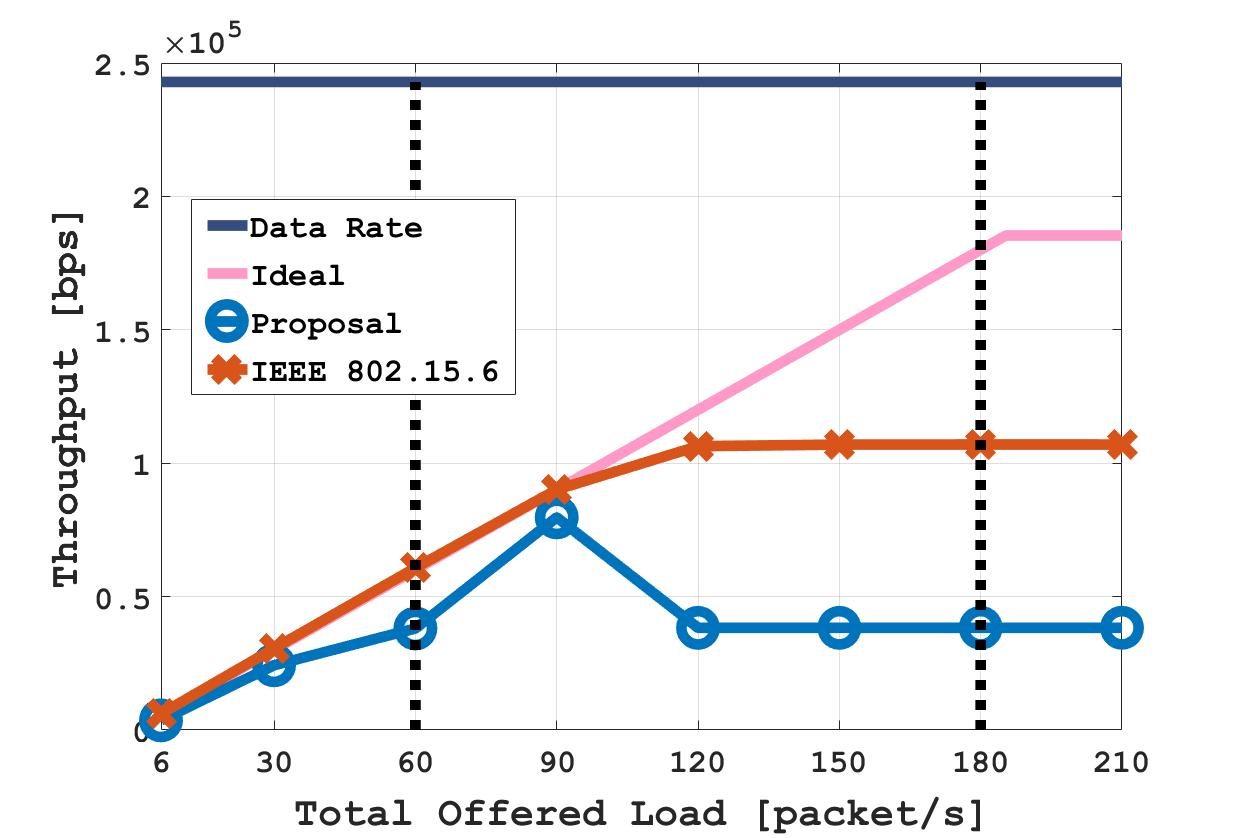 ×10^5
2.5
2
1.5
1
0.5
0
Throughput [bps]
Data Rate
Ideal
Proposal
IEEE 802.15.6
6 30 60 90 120 150 180 210
Total Offered Load [packet/s]